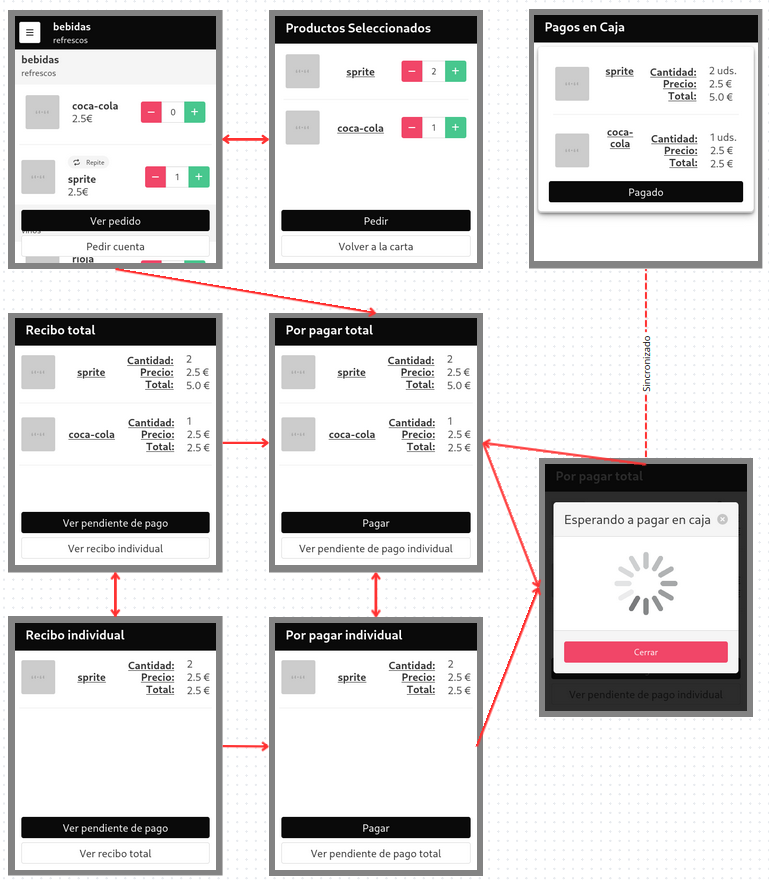 ☰ bebidas
refrescos
bebidas
refrescos
coca-cola
2.5€
− 0 +
Repite
sprite
2.5€
− 1 +
Ver pedido
Pedir cuenta
rioja
Productos Seleccionados
sprite − 2 +
coca-cola − 1 +
Pedir
Volver a la carta
Pagos en Caja
sprite
Cantidad: 2 uds.
Precio: 2.5 €
Total: 5.0 €
coca-
cola
Cantidad: 1 uds.
Precio: 2.5 €
Total: 2.5 €
Pagado
Sincronizado
Recibo total
sprite
Cantidad: 2
Precio: 2.5 €
Total: 5.0 €
coca-cola
Cantidad: 1
Precio: 2.5 €
Total: 2.5 €
Ver pendiente de pago
Ver recibo individual
Por pagar total
sprite
Cantidad: 2
Precio: 2.5 €
Total: 5.0 €
coca-cola
Cantidad: 1
Precio: 2.5 €
Total: 2.5 €
Pagar
Ver pendiente de pago individual
Por pagar total
Esperando a pagar en caja
Cerrar
Ver pendiente de pago individual
Recibo individual
sprite
Cantidad: 2
Precio: 2.5 €
Total: 2.5 €
Ver pendiente de pago
Ver recibo total
Por pagar individual
sprite
Cantidad: 2
Precio: 2.5 €
Total: 2.5 €
Pagar
Ver pendiente de pago total